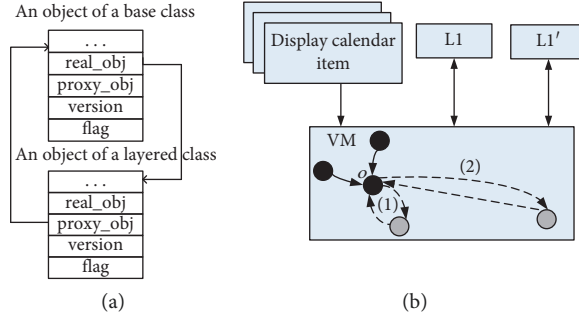 An object of a base class
. . .
real_obj
proxy_obj
version
flag
An object of a layered class
. . .
real_obj
proxy_obj
version
flag
(a)
Display calendar
item
L1
L1′
VM
o
(1)
(2)
(b)